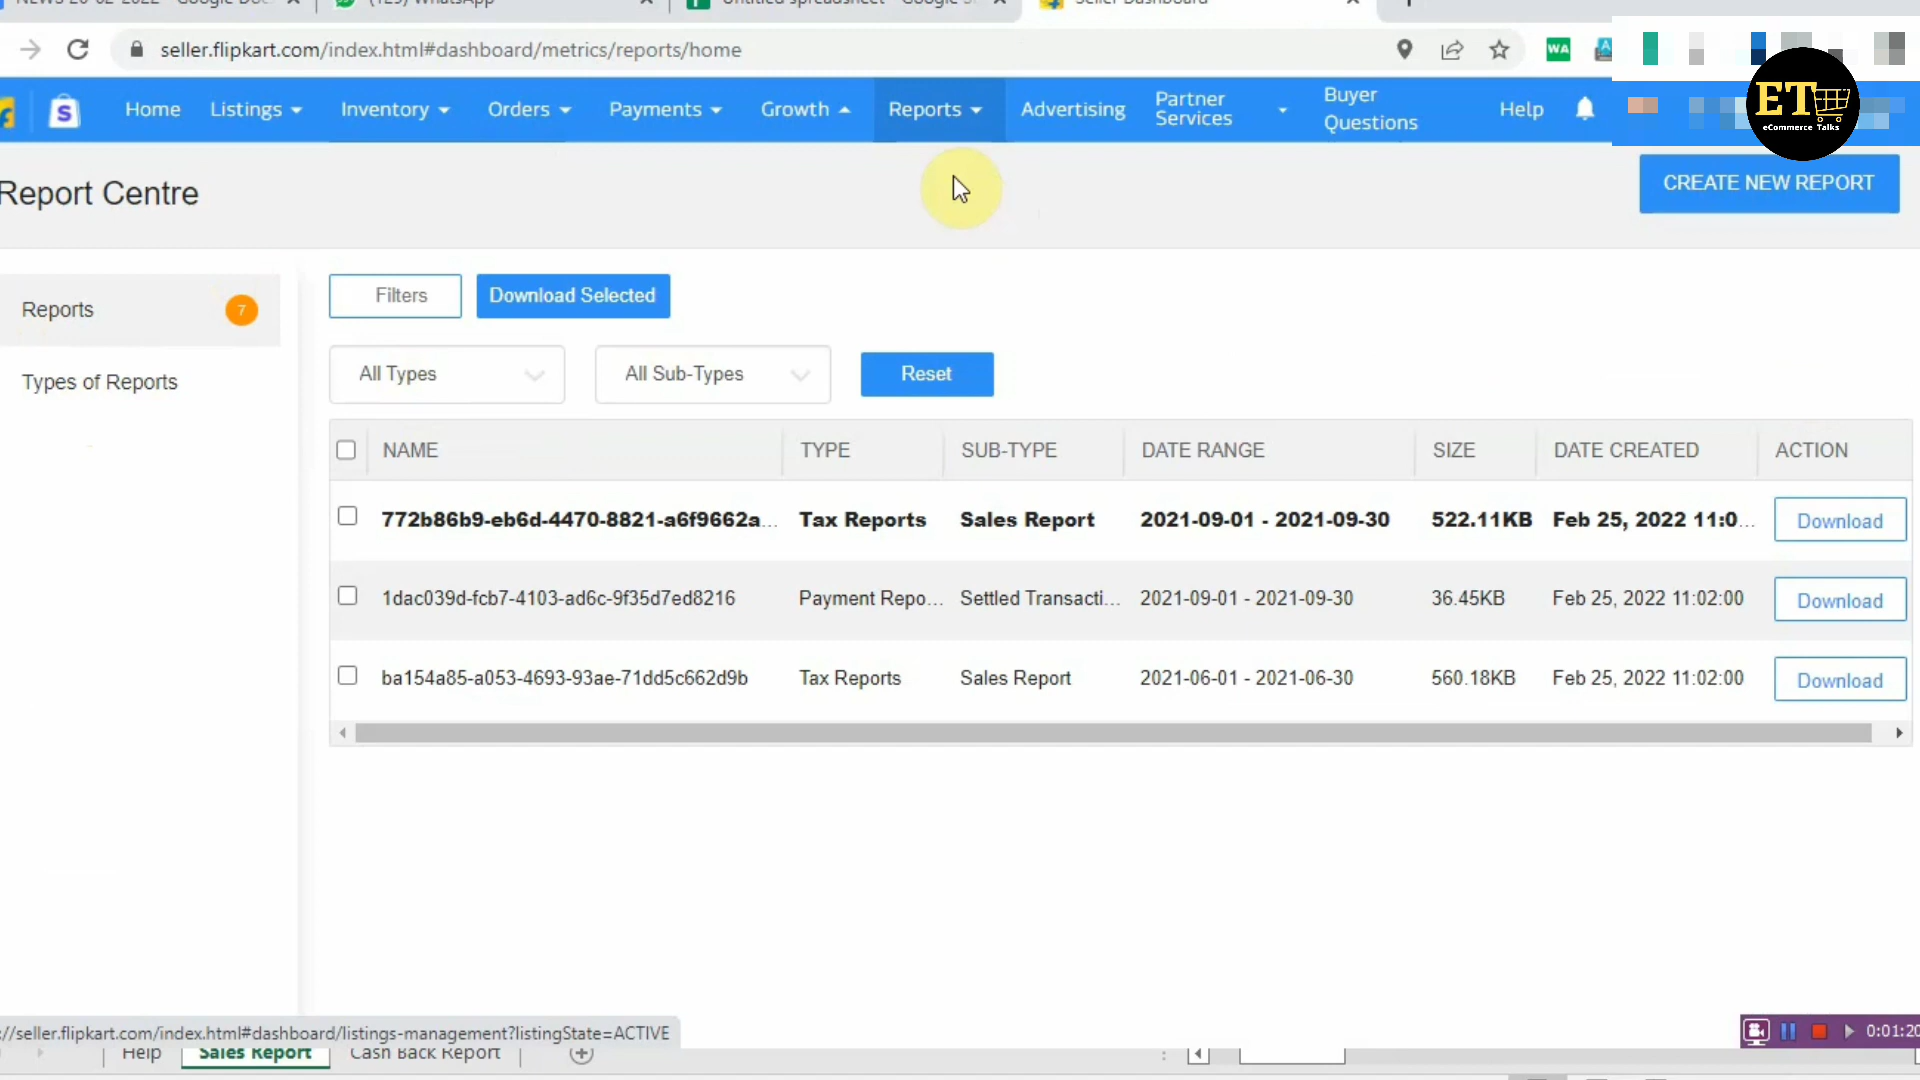 seller.flipkart.com/index.html#dashboard/metrics/reports/home
WA
ET
eCommerce Talks
S
Home
Listings
Inventory
Orders
Payments
Growth
Reports
Advertising
Partner
Services
Buyer
Questions
Help
Report Centre
CREATE NEW REPORT
Reports
7
Types of Reports
Filters
Download Selected
All Types
All Sub-Types
Reset
NAME TYPE SUB-TYPE DATE RANGE SIZE DATE CREATED ACTION
772b86b9-eb6d-4470-8821-a6f9662a... Tax Reports Sales Report 2021-09-01 - 2021-09-30 522.11KB Feb 25, 2022 11:0... Download
1dac039d-fcb7-4103-ad6c-9f35d7ed8216 Payment Repo... Settled Transacti... 2021-09-01 - 2021-09-30 36.45KB Feb 25, 2022 11:02:00 Download
ba154a85-a053-4693-93ae-71dd5c662d9b Tax Reports Sales Report 2021-06-01 - 2021-06-30 560.18KB Feb 25, 2022 11:02:00 Download
://seller.flipkart.com/index.html#dashboard/listings-management?listingState=ACTIVE
Help
Sales Report
Cash Back Report
0:01:20